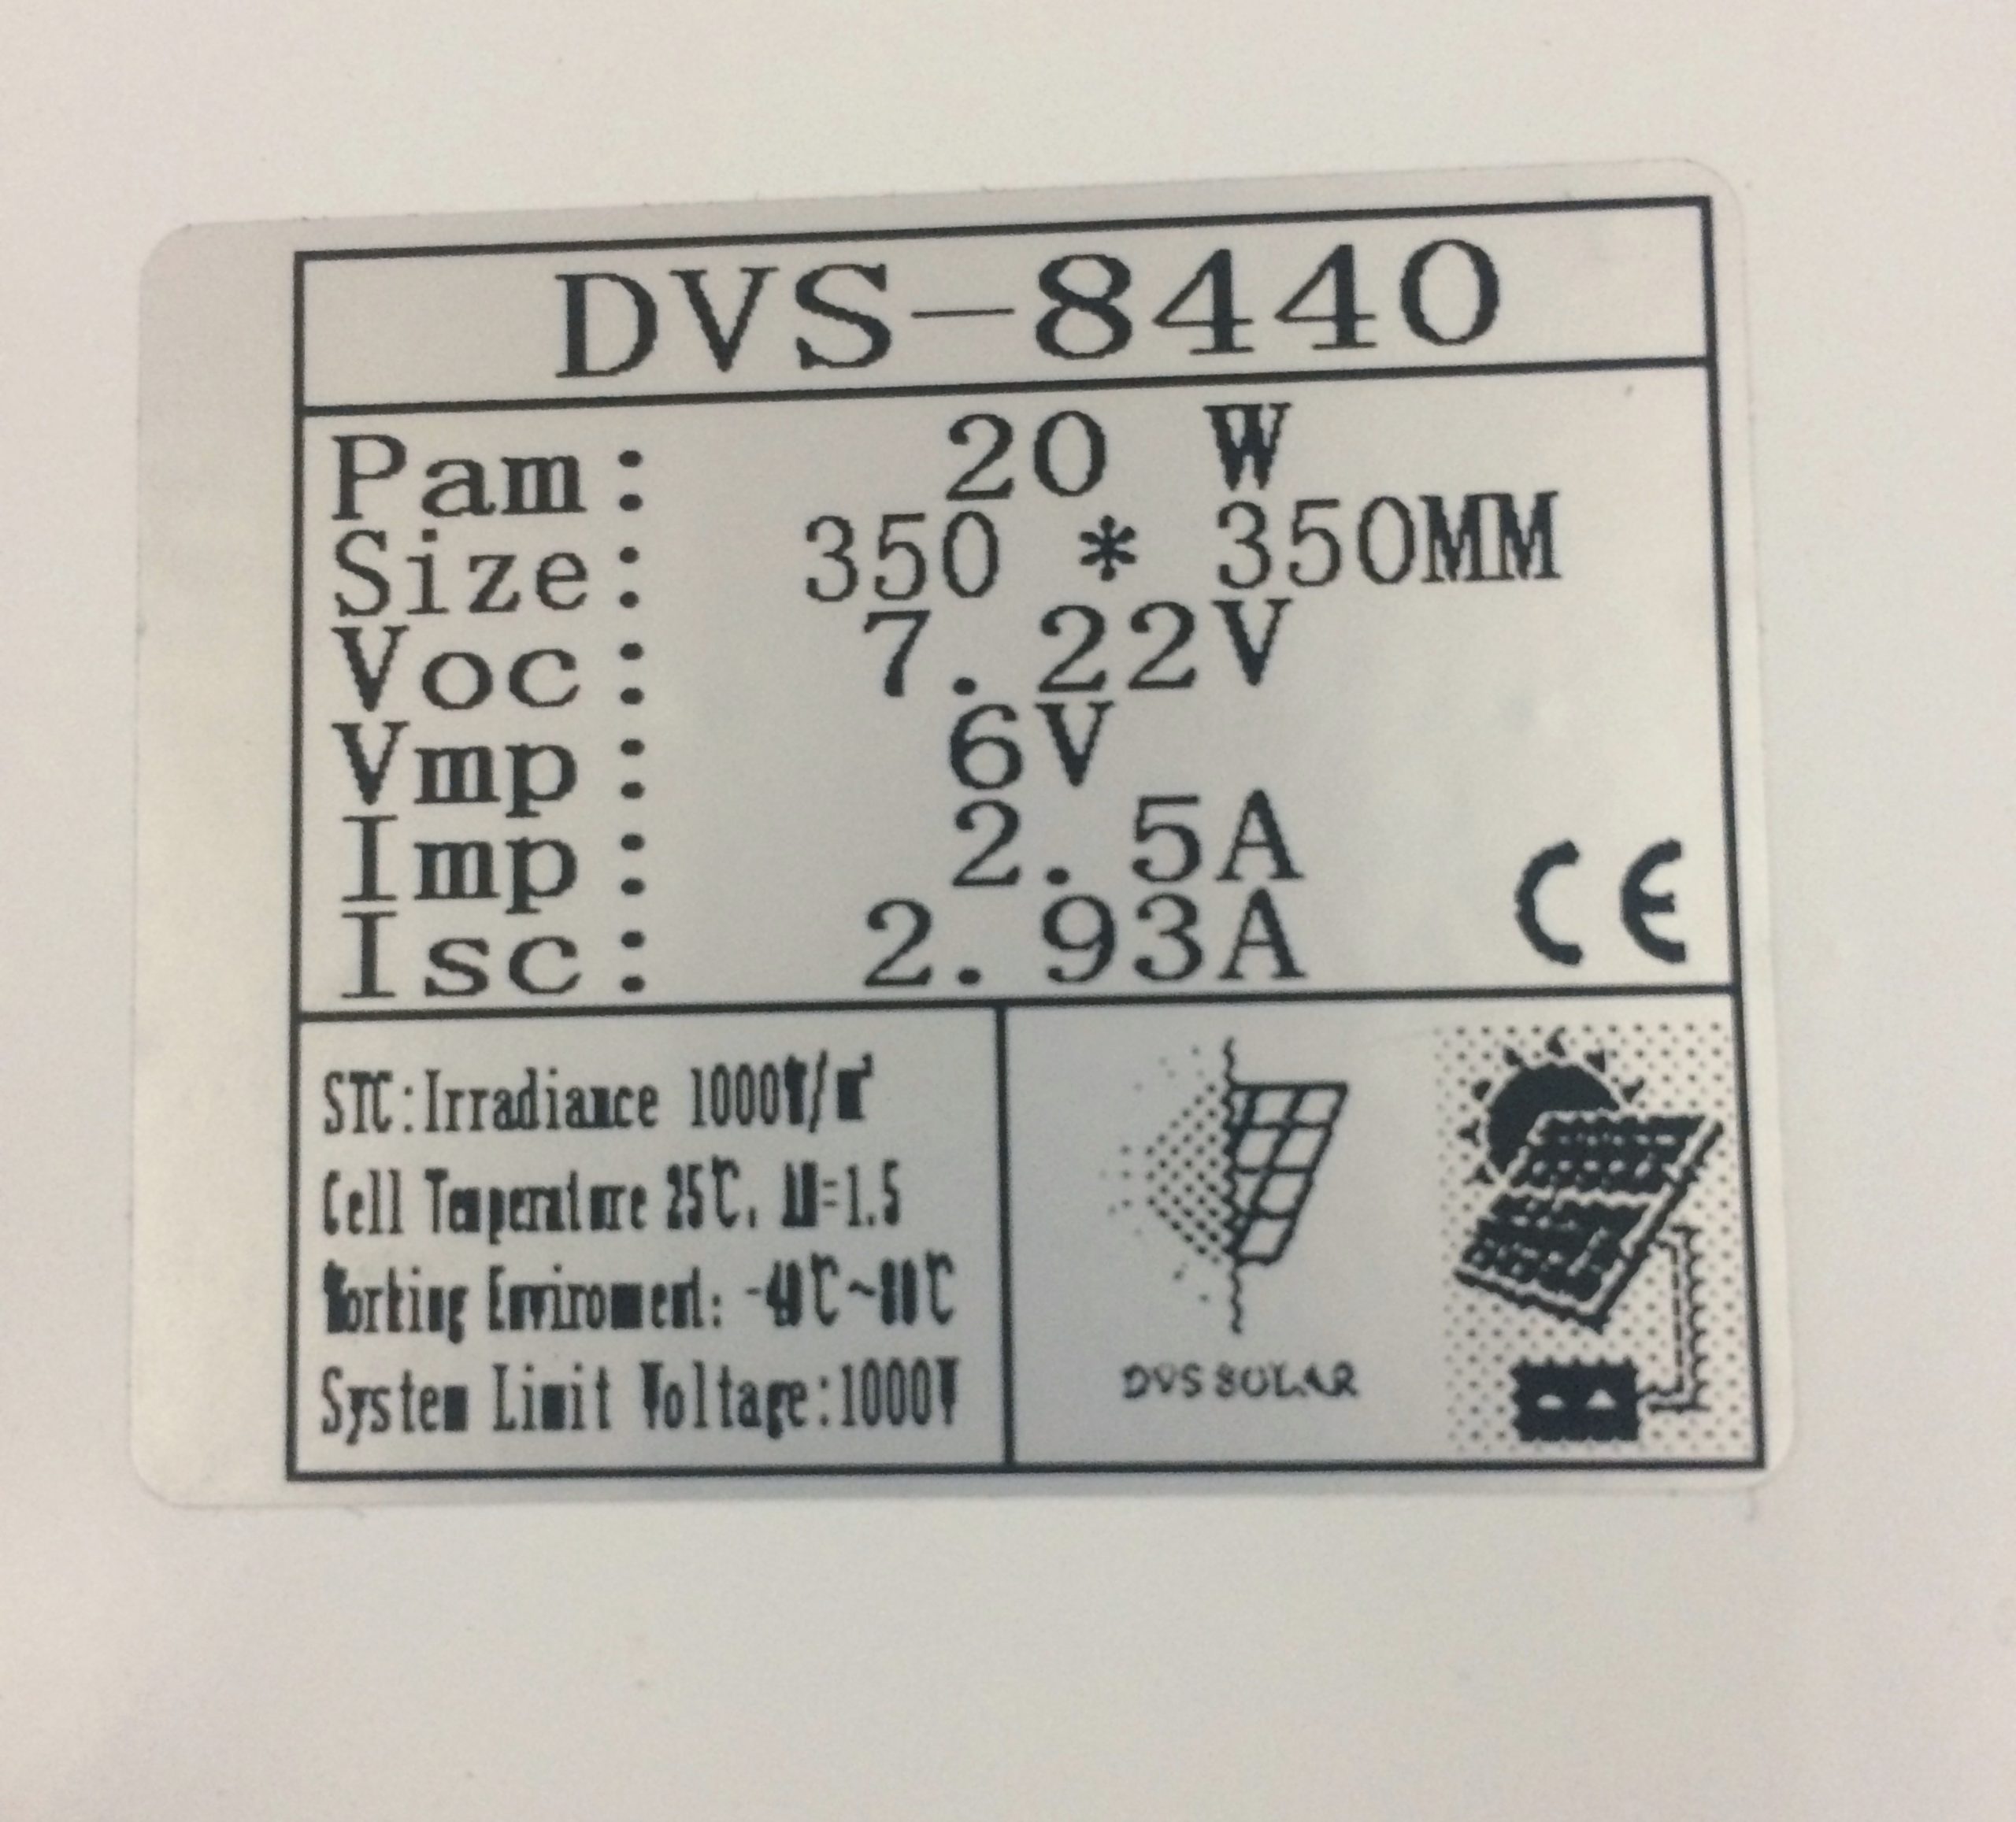 DVS-8440
Pam: 20 W
Size: 350 * 350MM
Voc: 7.22V
Vmp: 6V
Imp: 2.5A
Isc: 2.93A
CE
STC:Irradiance 1000W/㎡
Cell Temperature 25℃, AM=1.5
Working Enviroment: -40℃~80℃
System Limit Voltage:1000V
DVS SOLAR